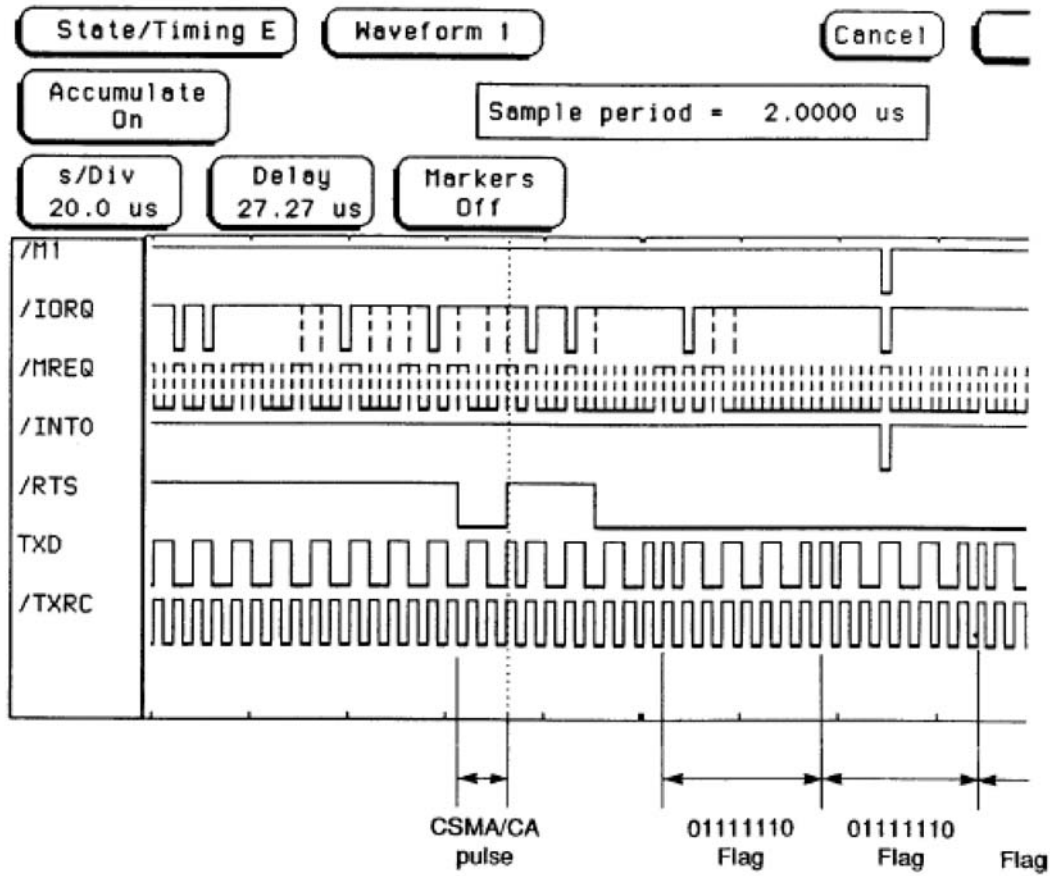 State/Timing E
Waveform 1
Cancel
Accumulate
On
Sample period = 2.0000 us
s/Div
20.0 us
Delay
27.27 us
Markers
Off
/M1
/IORQ
/MREQ
/INT0
/RTS
TXD
/TXRC
CSMA/CA
pulse
01111110
Flag
01111110
Flag
Flag